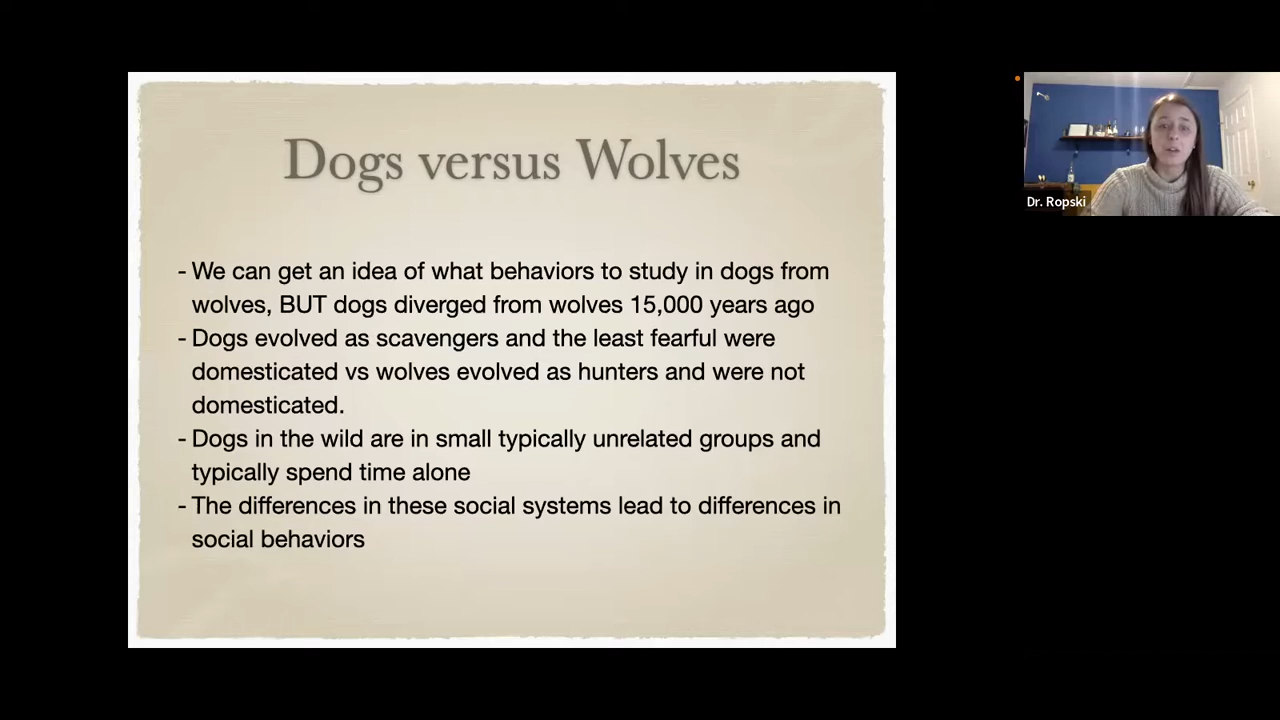 Dogs versus Wolves
- We can get an idea of what behaviors to study in dogs from
wolves, BUT dogs diverged from wolves 15,000 years ago
- Dogs evolved as scavengers and the least fearful were
domesticated vs wolves evolved as hunters and were not
domesticated.
- Dogs in the wild are in small typically unrelated groups and
typically spend time alone
- The differences in these social systems lead to differences in
social behaviors
Dr. Ropski